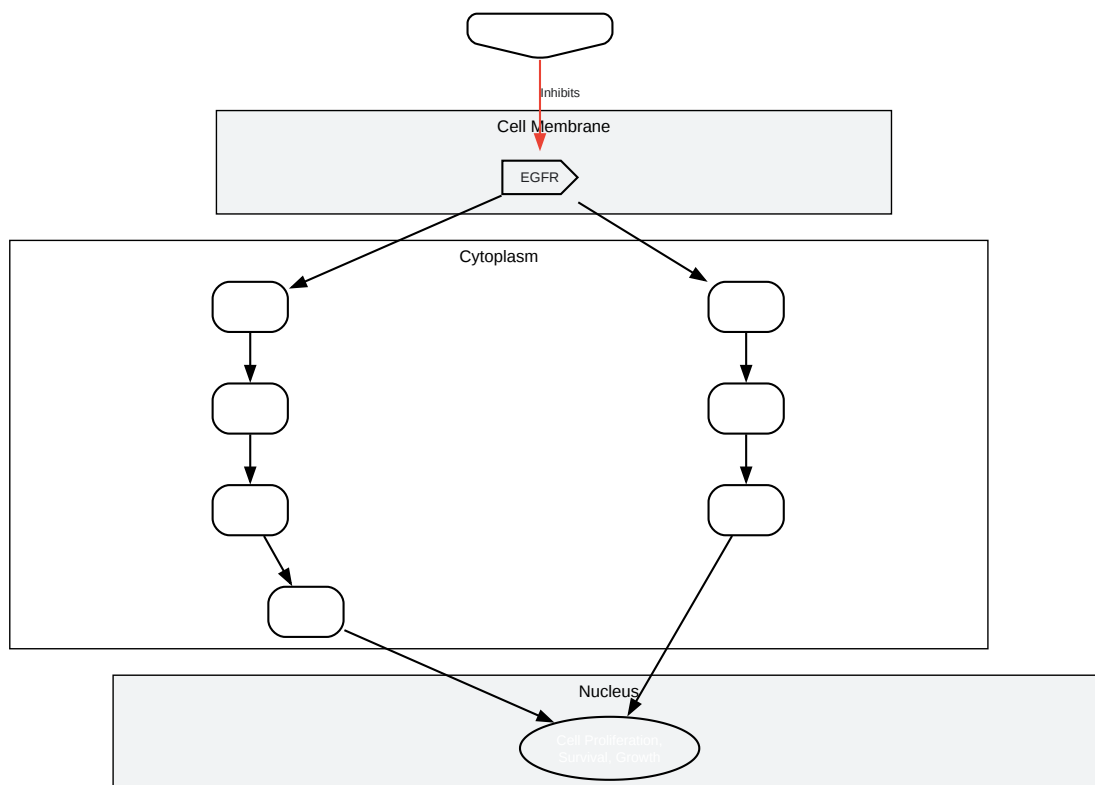 Inhibits
Cell Membrane
EGFR
Cytoplasm
Nucleus
Cell Proliferation,
Survival, Growth